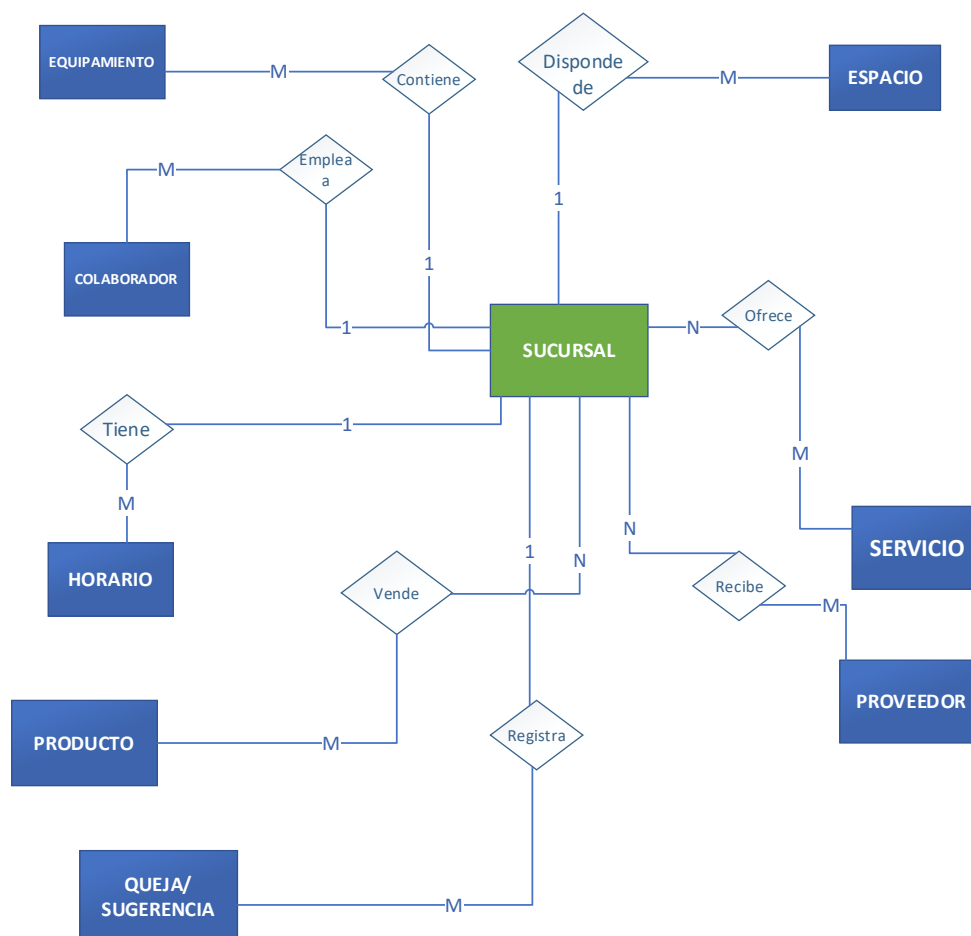 EQUIPAMIENTO
M
Contiene
Disponde
de
M
ESPACIO
M
Emplea
a
1
COLABORADOR
1
1
SUCURSAL
N
Ofrece
Tiene
1
M
M
HORARIO
1
N
N
SERVICIO
Vende
Recibe
M
PROVEEDOR
PRODUCTO
M
Registra
QUEJA/
SUGERENCIA
M